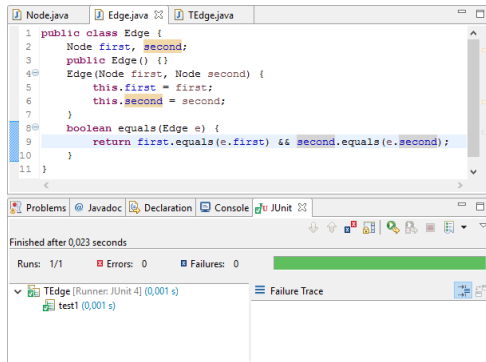 Node.java Edge.java TEdge.java
1 public class Edge {
2 Node first, second;
3 public Edge() {}
4 Edge(Node first, Node second) {
5 this.first = first;
6 this.second = second;
7 }
8 boolean equals(Edge e) {
9 return first.equals(e.first) && second.equals(e.second);
10 }
11 }
Problems @ Javadoc Declaration Console JUnit
Finished after 0,023 seconds
Runs: 1/1 Errors: 0 Failures: 0
TEdge [Runner: JUnit 4] (0,001 s) Failure Trace
test1 (0,001 s)